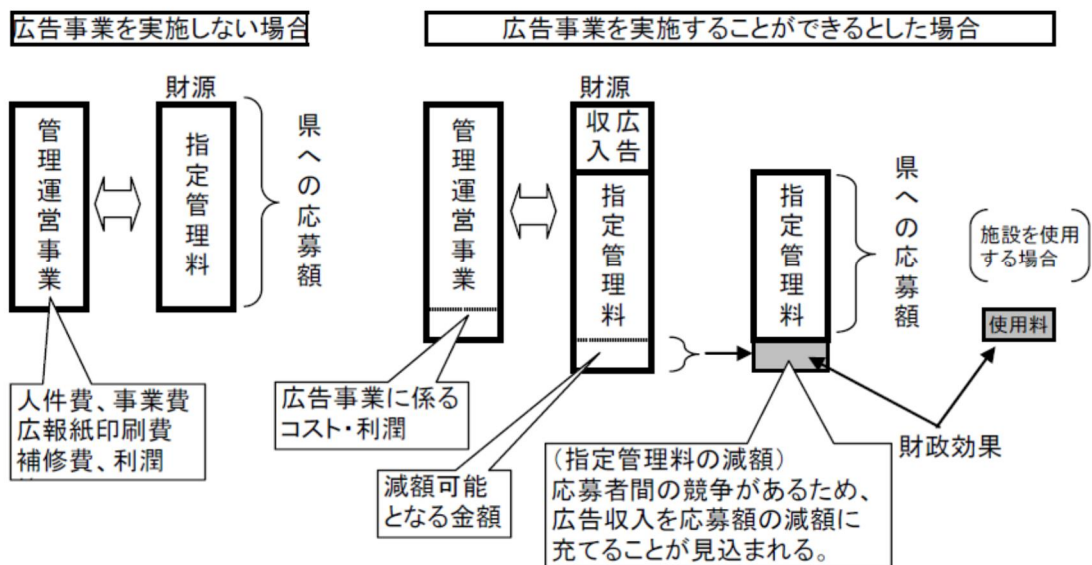 広告事業を実施しない場合
財源
管理運営事業
指定管理料
県への応募額
人件費、事業費
広報紙印刷費
補修費、利潤
広告事業を実施することができるとした場合
財源
管理運営事業
広告
収入
指定管理料
指定管理料
県への応募額
施設を使用
する場合
使用料
広告事業に係る
コスト・利潤
減額可能
となる金額
(指定管理料の減額)
応募者間の競争があるため、
広告収入を応募額の減額に
充てることが見込まれる。
財政効果